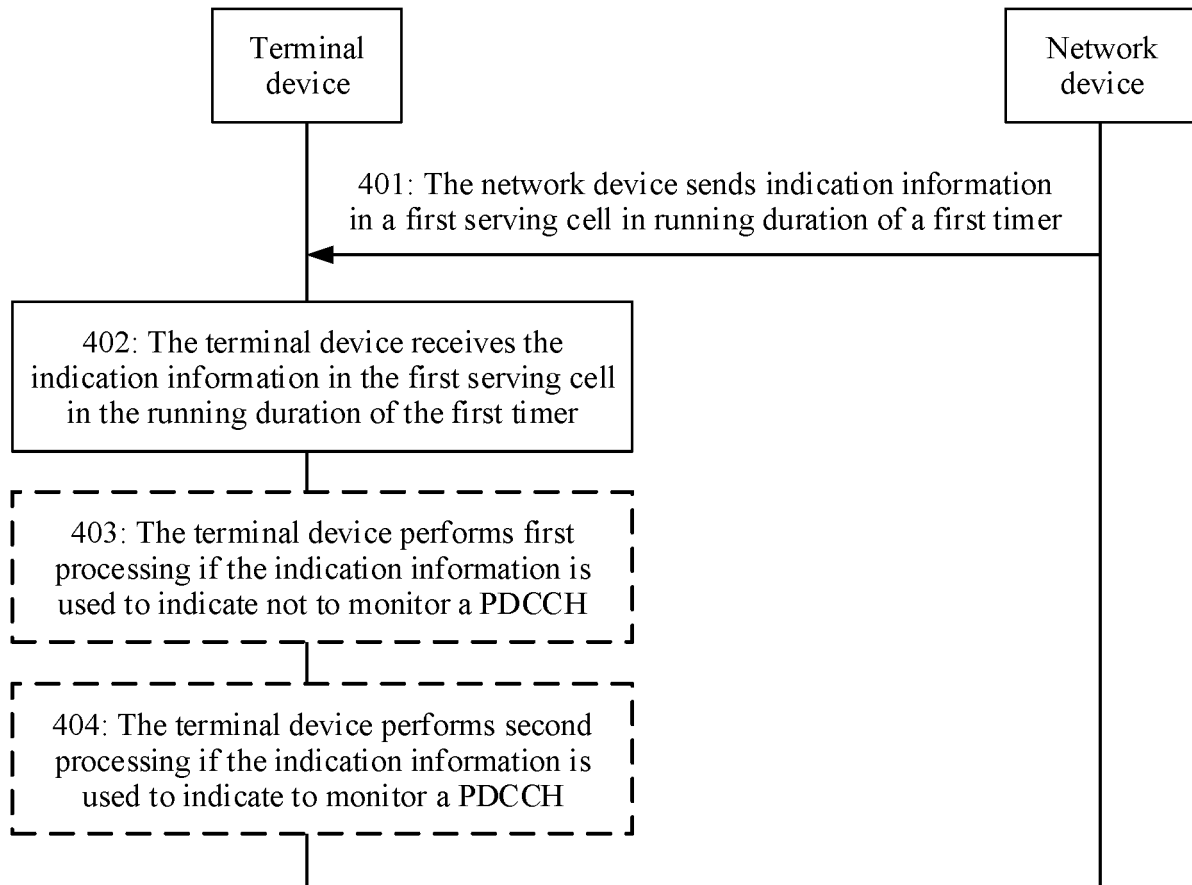 Terminal
device
Network
device
401: The network device sends indication information
in a first serving cell in running duration of a first timer
402: The terminal device receives the
indication information in the first serving cell
in the running duration of the first timer
403: The terminal device performs first
processing if the indication information is
used to indicate not to monitor a PDCCH
404: The terminal device performs second
processing if the indication information is
used to indicate to monitor a PDCCH